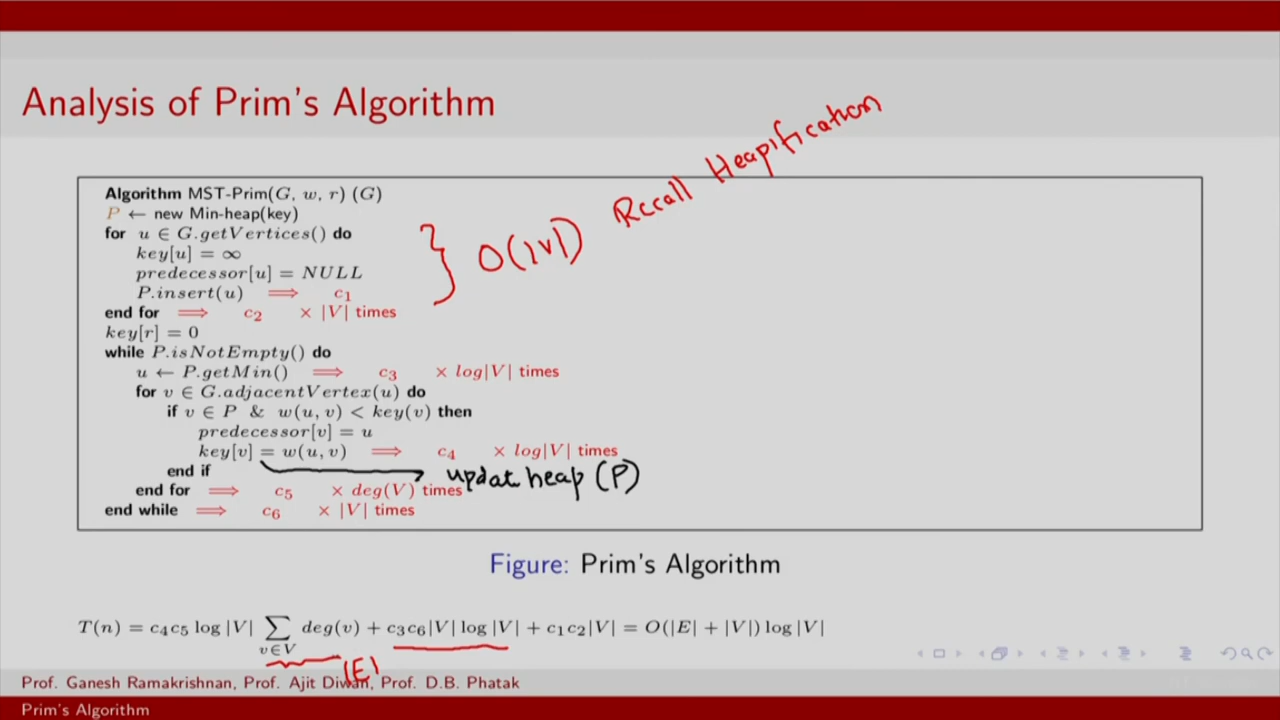 Analysis of Prim's Algorithm
Recall Heapification
Algorithm MST-Prim(G, w, r) (G)
P ← new Min-heap(key)
for u ∈ G.getVertices() do
key[u] = ∞
} O(|V|)
predecessor[u] = NULL
P.insert(u) ⟹ c₁
end for ⟹ c₂ × |V| times
key[r] = 0
while P.isNotEmpty() do
u ← P.getMin() ⟹ c₃ × log|V| times
for v ∈ G.adjacentVertex(u) do
if v ∈ P & w(u, v) < key(v) then
predecessor[v] = u
key[v] = w(u, v) ⟹ c₄ × log|V| times
end if
updat heap (P)
end for ⟹ c₅ × deg(V) times
end while ⟹ c₆ × |V| times
Figure: Prim's Algorithm
T(n) = c₄c₅ log |V| ∑ deg(v) + c₃c₆|V| log |V| + c₁c₂|V| = O(|E| + |V|) log |V|
v∈V
|E|
Prof. Ganesh Ramakrishnan, Prof. Ajit Diwan, Prof. D.B. Phatak
Prim's Algorithm